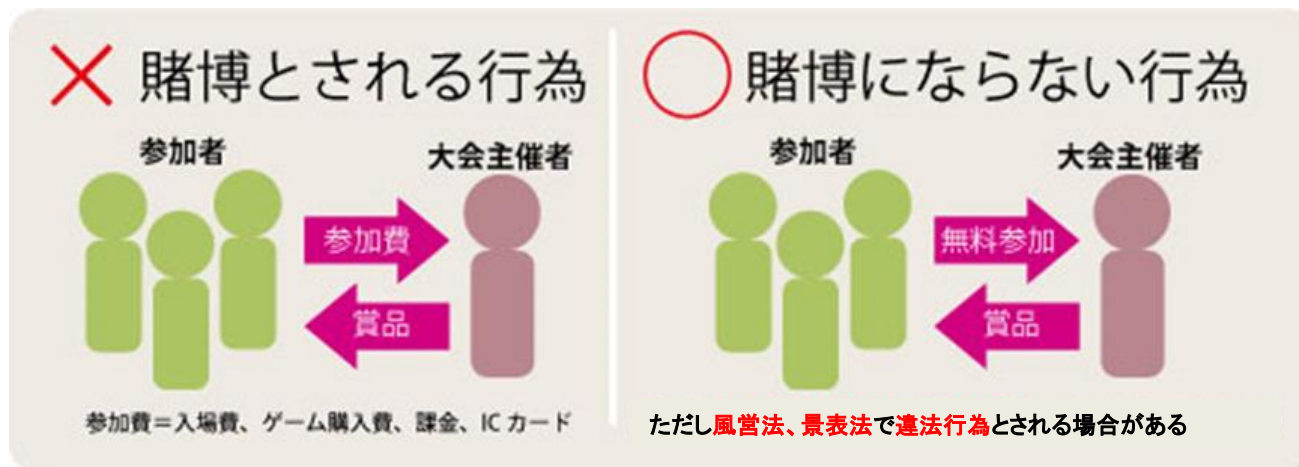 × 賭博とされる行為
参加者
大会主催者
参加費
賞品
参加費＝入場費、ゲーム購入費、課金、ICカード
○ 賭博にならない行為
参加者
大会主催者
無料参加
賞品
ただし風営法、景表法で違法行為とされる場合がある